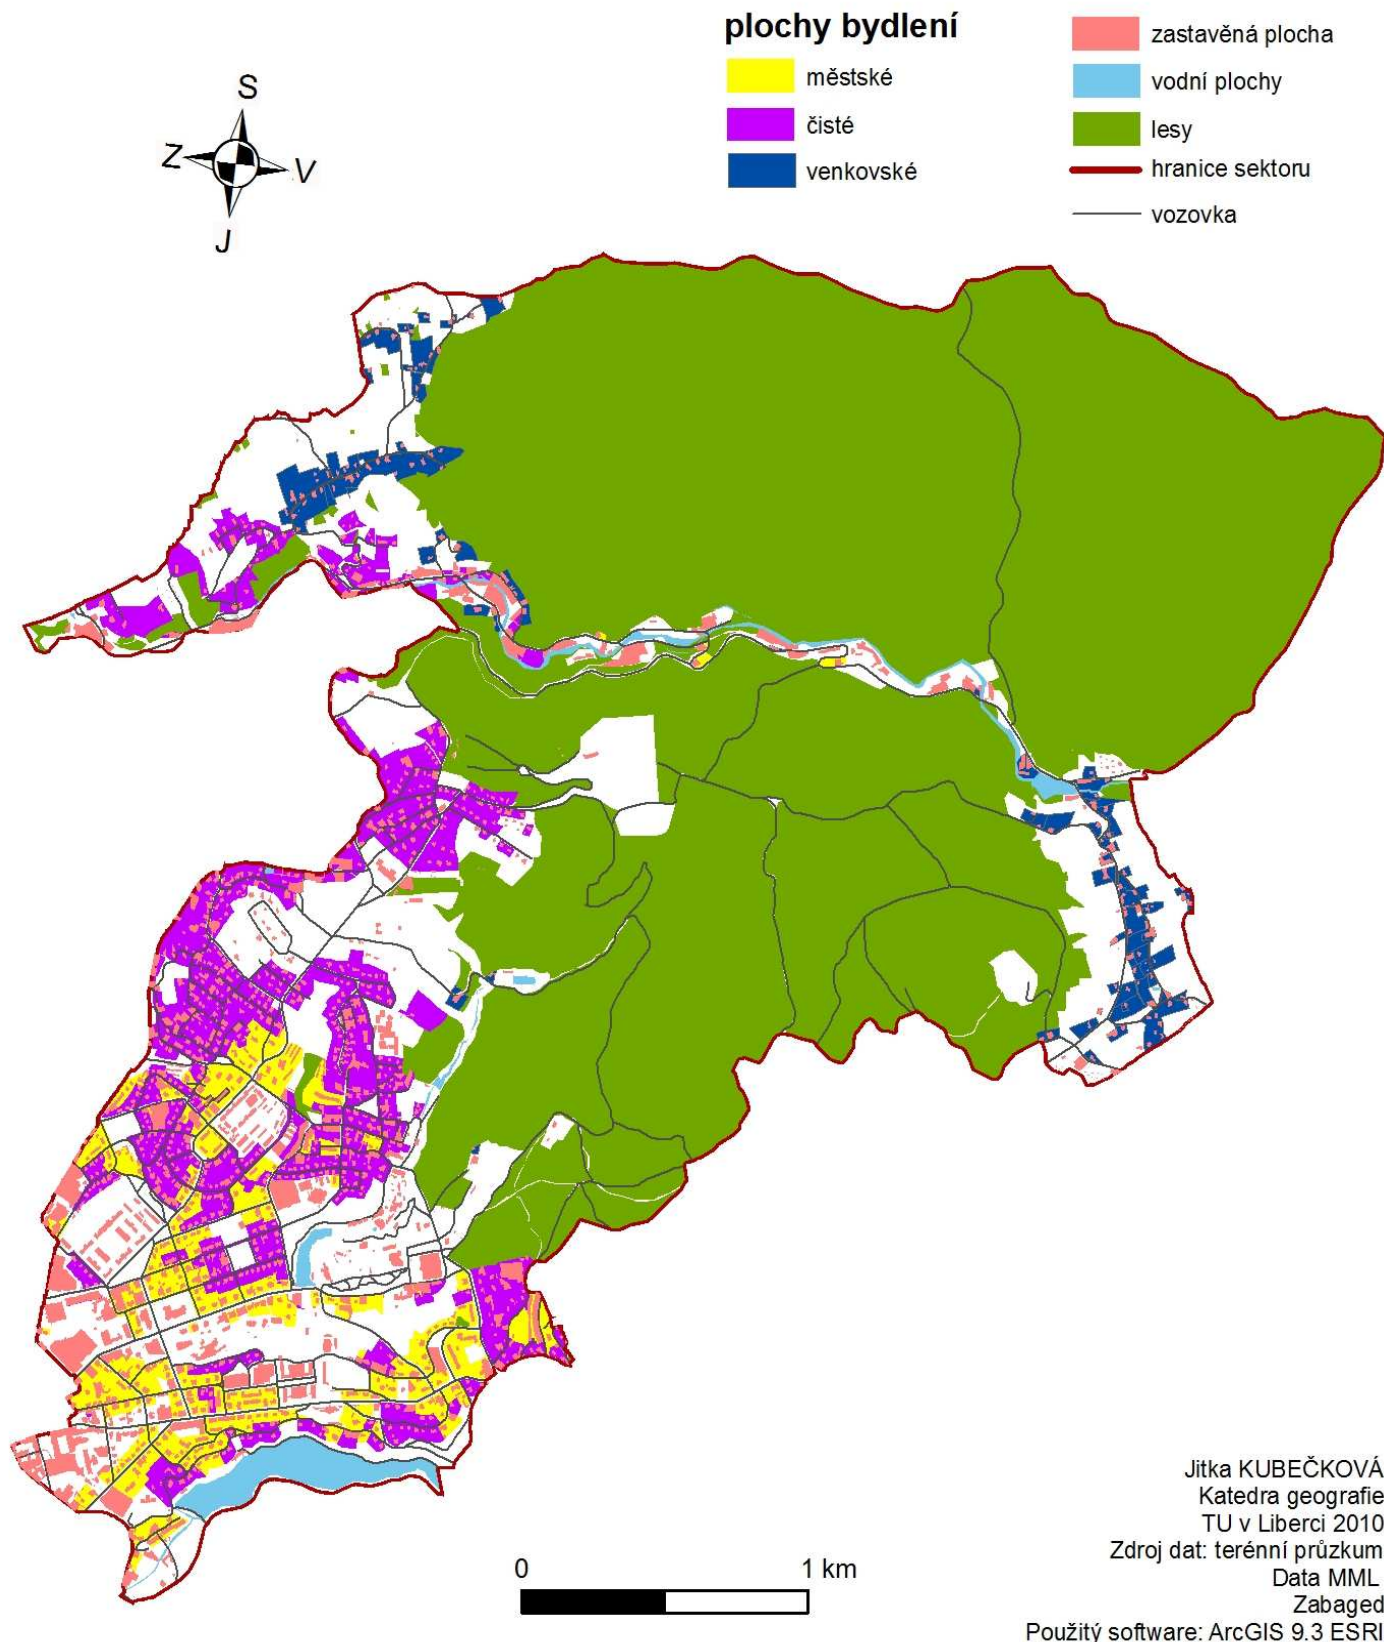 plochy bydlení
městské
čisté
venkovské
zastavěná plocha
vodní plochy
lesy
hranice sektoru
vozovka
S
Z
V
J
0
1 km
Jitka KUBEČKOVÁ
Katedra geografie
TU v Liberci 2010
Zdroj dat: terénní průzkum
Data MML
Zabaged
Použitý software: ArcGIS 9.3 ESRI